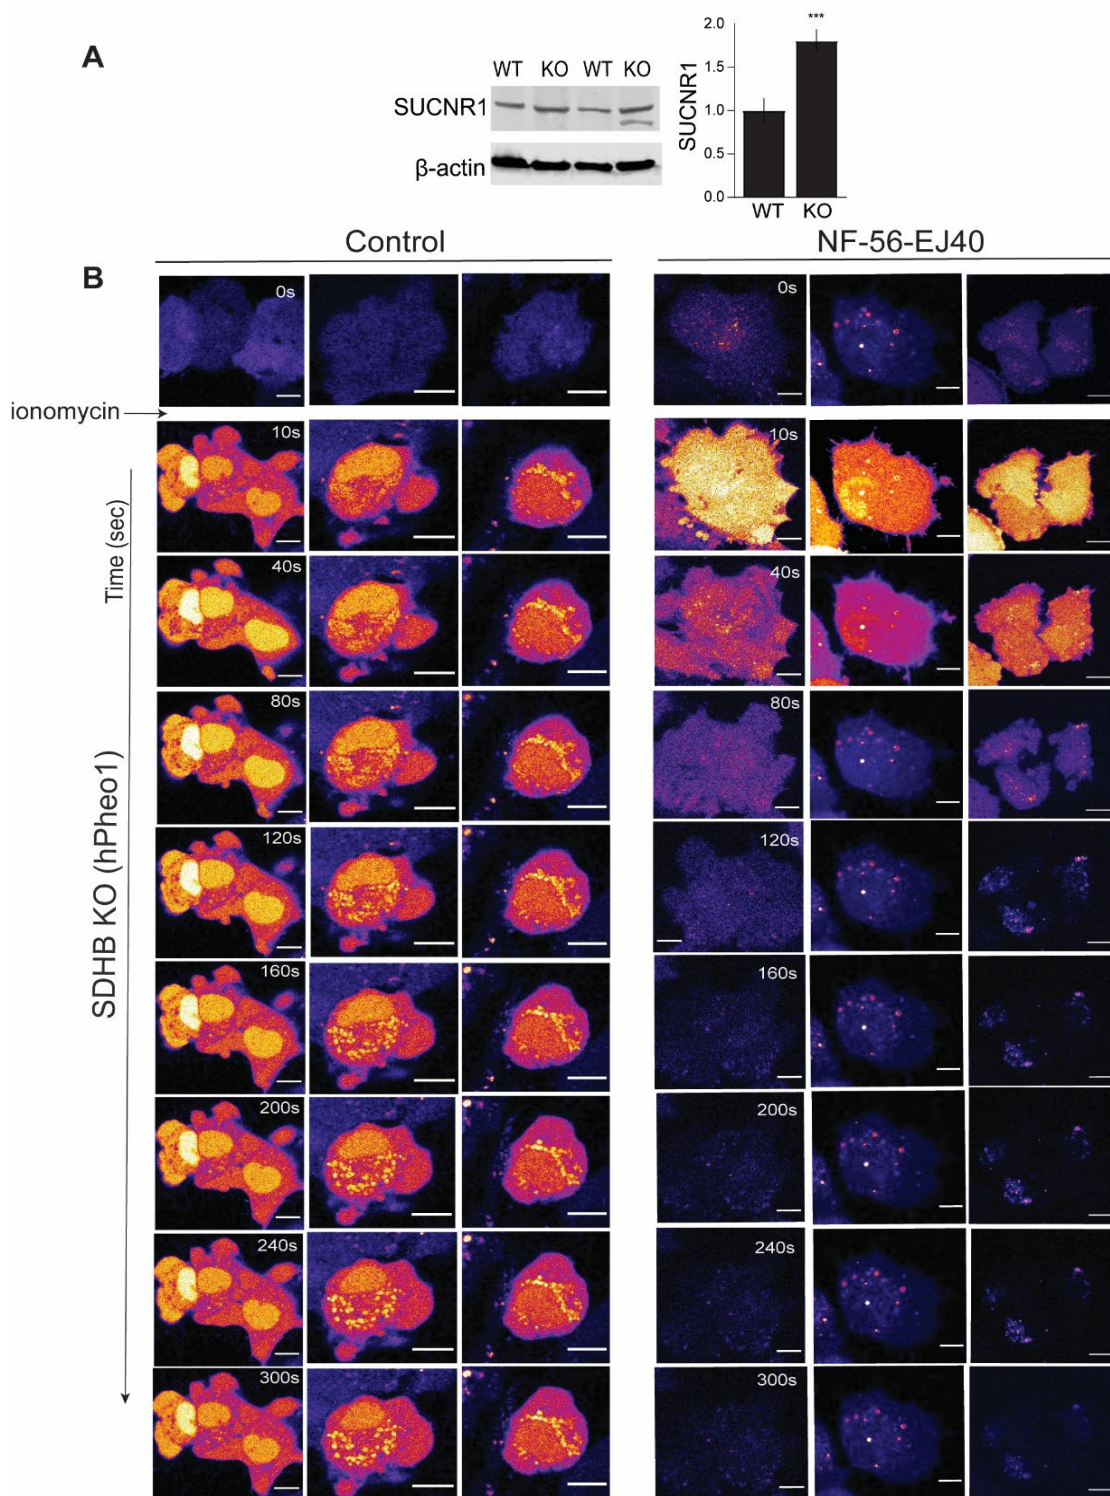 A
WT KO WT KO
SUCNR1
β-actin
SUCNR1
2.0
1.5
1.0
0.5
0.0
***
WT KO
Control
NF-56-EJ40
B
0s
0s
ionomycin
10s
10s
Time (sec)
40s
40s
80s
80s
SDHB KO (hPheo1)
120s
120s
160s
160s
200s
200s
240s
240s
300s
300s